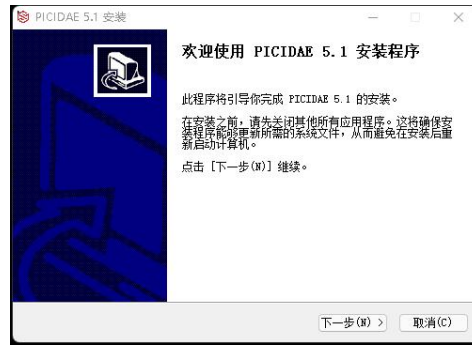 PICIDAE 5.1 安装
欢迎使用 PICIDAE 5.1 安装程序
此程序将引导你完成 PICIDAE 5.1 的安装。
在安装之前，请先关闭其他所有应用程序。这将确保安
装程序能够更新所需的系统文件，从而避免在安装后重
新启动计算机。
点击 [下一步(N)] 继续。
下一步(N) >
取消(C)